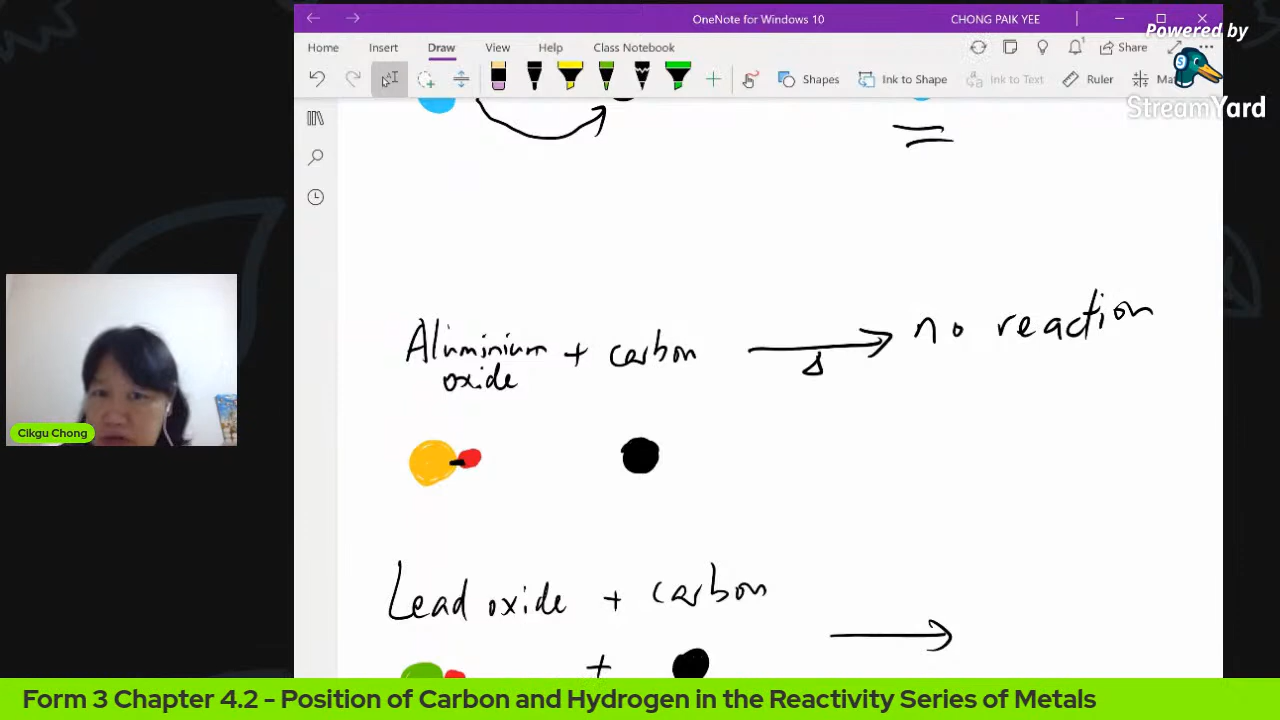 OneNote for Windows 10
CHONG PAIK YEE
Powered by
StreamYard
Home Insert Draw View Help Class Notebook
Share
Shapes Ink to Shape Ink to Text Ruler
Aluminium + carbon → no reaction
oxide Δ
Lead oxide + carbon →
+
Cikgu Chong
Form 3 Chapter 4.2 - Position of Carbon and Hydrogen in the Reactivity Series of Metals